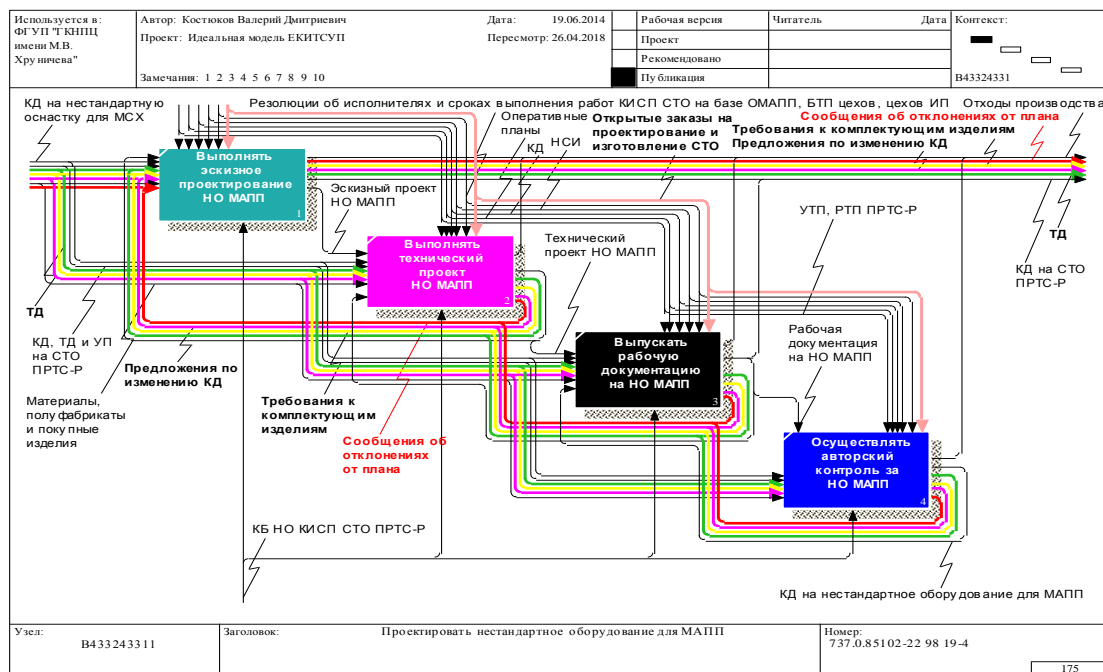 Используется в:
ФГУП "ГКНПЦ
имени М.В.
Хруничева"
Автор: Костюков Валерий Дмитриевич
Дата: 19.06.2014
Проект: Идеальная модель ЕКИТСУП
Пересмотр: 26.04.2018
Замечания: 1 2 3 4 5 6 7 8 9 10
Рабочая версия
Проект
Рекомендовано
Публикация
Читатель
Дата
Контекст:
B43324331
КД на нестандартную
оснастку для МСХ
Резолюции об исполнителях и сроках выполнения работ КИСП СТО на базе ОМАПП, БТП цехов, цехов ИП
Отходы производства
Оперативные
планы
КД
НСИ
Открытые заказы на
проектирование и
изготовление СТО
Сообщения об отклонениях от плана
Требования к комплектующим изделиям
Предложения по изменению КД
Выполнять
эскизное
проектирование
НО МАПП
1
Эскизный проект
НО МАПП
УТП, РТП ПРТС-Р
ТД
КД на СТО
ПРТС-Р
Выполнять
технический
проект
НО МАПП
2
Технический
проект НО МАПП
ТД
КД, ТД и УП
на СТО
ПРТС-Р
Материалы,
полуфабрикаты
и покупные
изделия
Предложения по
изменению КД
Требования к
комплектующим
изделиям
Сообщения об
отклонениях
от плана
Выпускать
рабочую
документацию
на НО МАПП
3
Рабочая
документация
на НО МАПП
Осуществлять
авторский
контроль за
НО МАПП
4
КБ НО КИСП СТО ПРТС-Р
КД на нестандартное оборудование для МАПП
Узел:
B433243311
Заголовок:
Проектировать нестандартное оборудование для МАПП
Номер:
737.0.85102-22 98 19-4
175